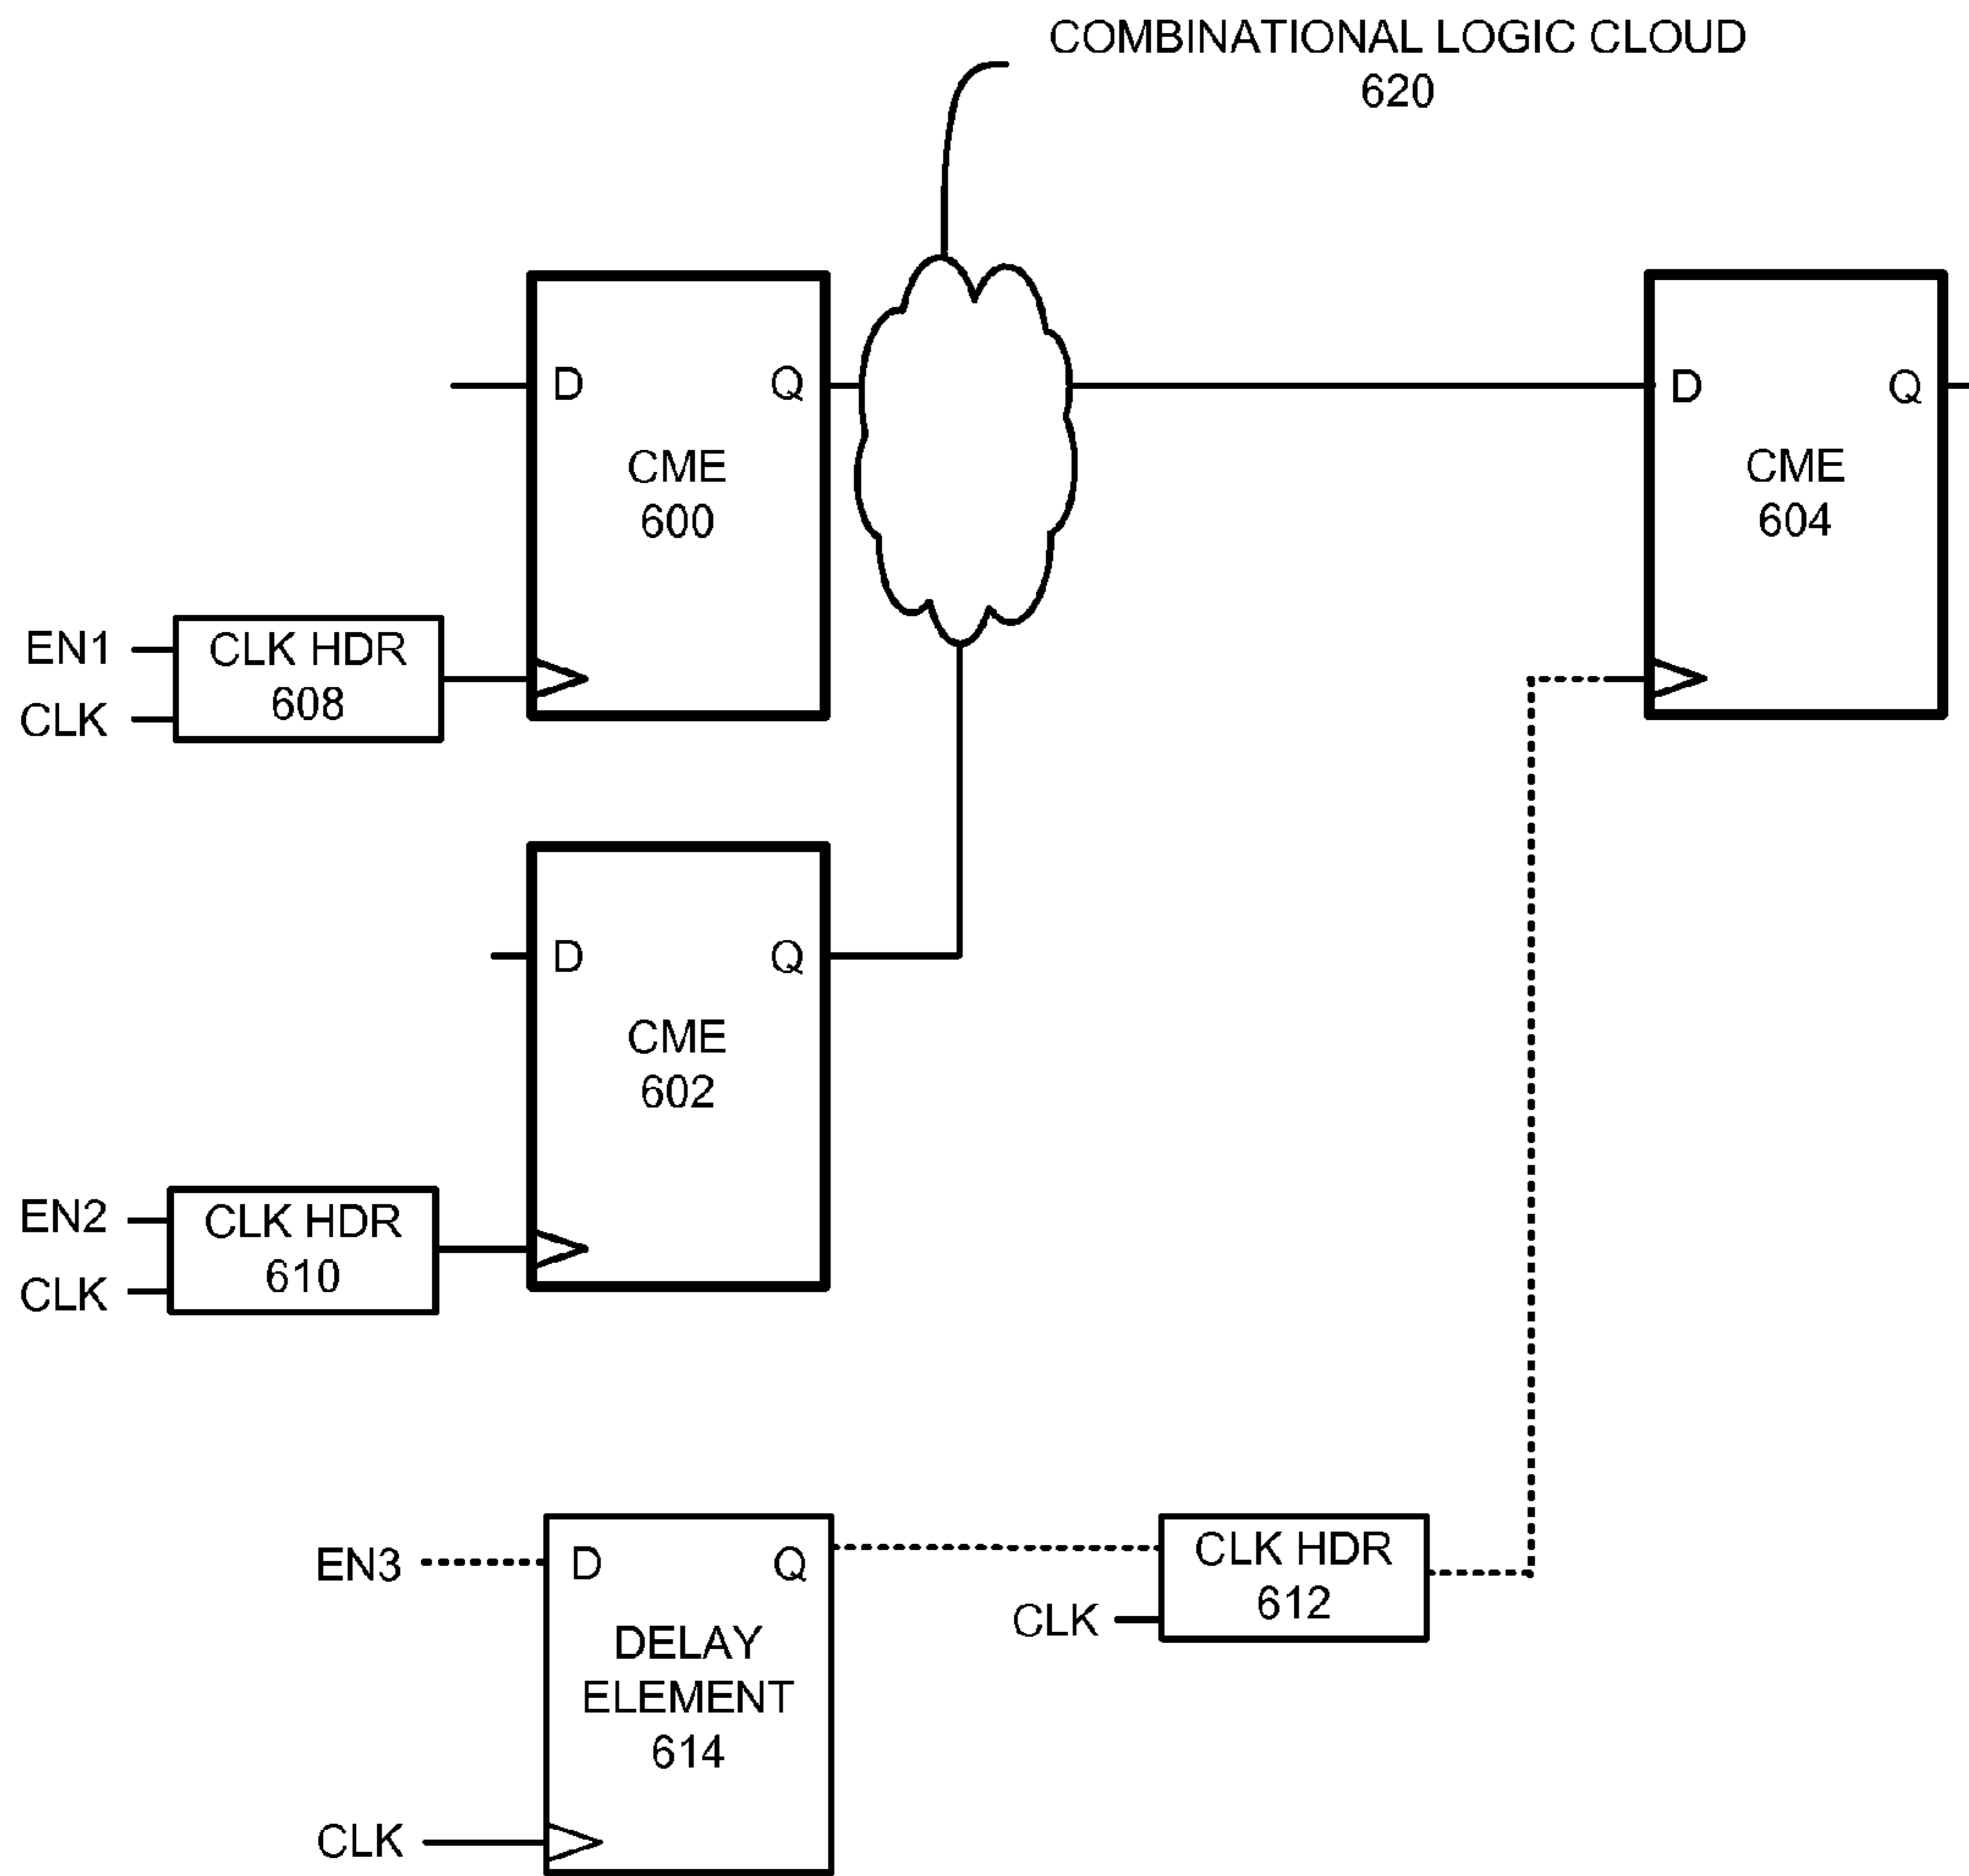 COMBINATIONAL LOGIC CLOUD
620
D
Q
CME
600
EN1
CLK
CLK HDR
608
D
Q
CME
604
D
Q
CME
602
EN2
CLK
CLK HDR
610
EN3
D
Q
DELAY
ELEMENT
614
CLK
CLK HDR
612
CLK